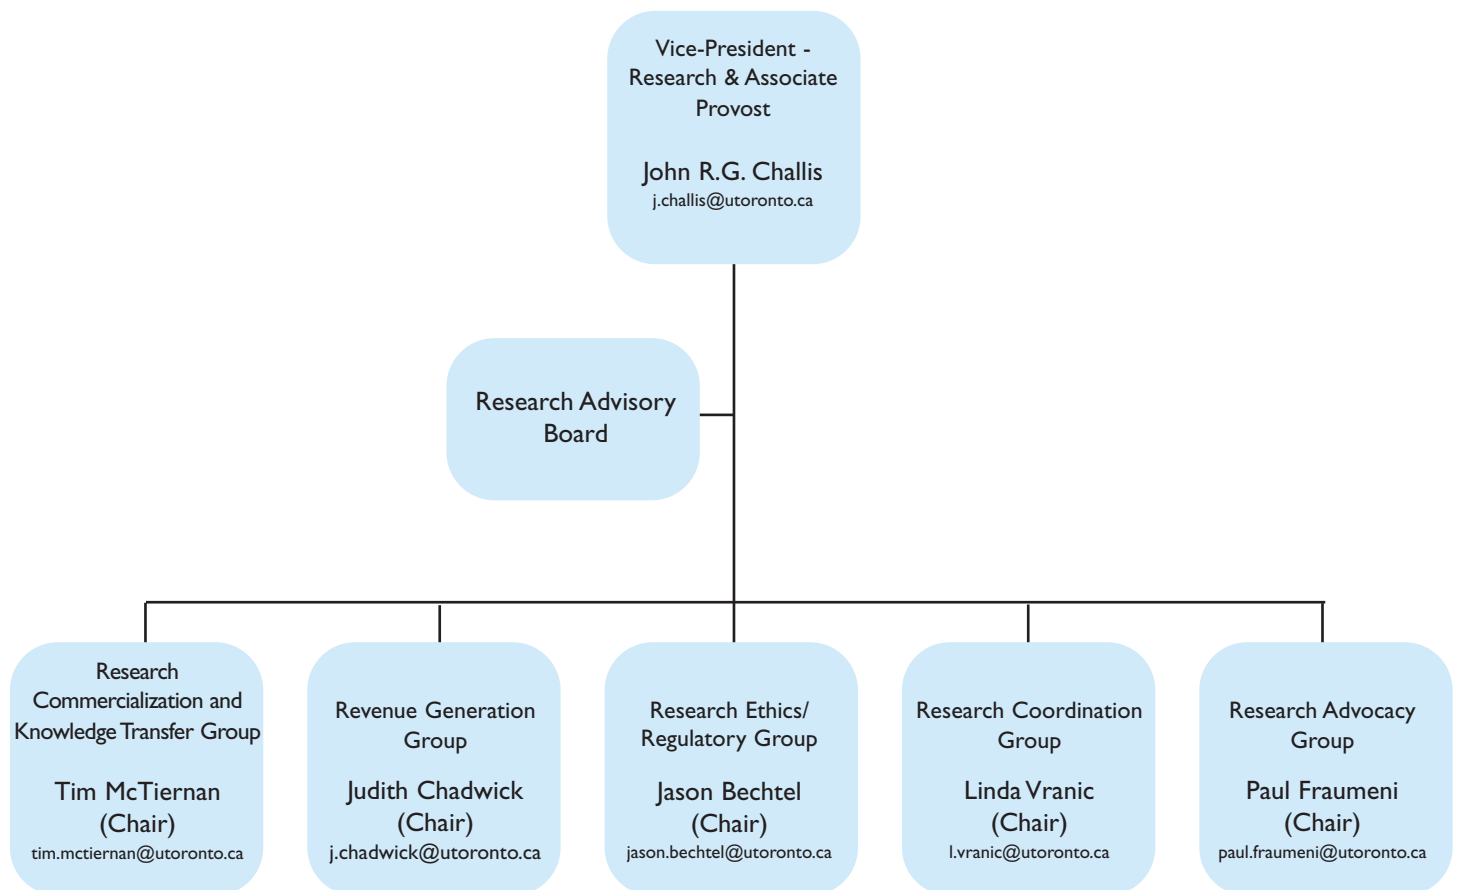 Vice-President -
Research & Associate
Provost
John R.G. Challis
j.challis@utoronto.ca
Research Advisory
Board
Research
Commercialization and
Knowledge Transfer Group
Tim McTiernan
(Chair)
tim.mctiernan@utoronto.ca
Revenue Generation
Group
Judith Chadwick
(Chair)
j.chadwick@utoronto.ca
Research Ethics/
Regulatory Group
Jason Bechtel
(Chair)
jason.bechtel@utoronto.ca
Research Coordination
Group
Linda Vranic
(Chair)
l.vranic@utoronto.ca
Research Advocacy
Group
Paul Fraumeni
(Chair)
paul.fraumeni@utoronto.ca